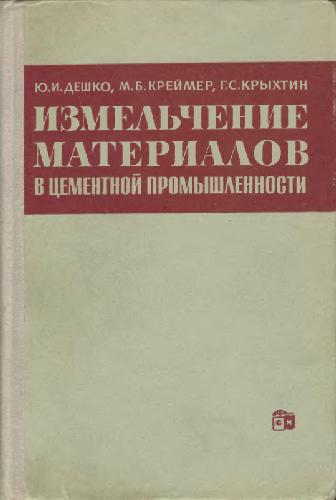 Ю.И.ДЕШКО, М.Б.КРЕЙМЕР, Г.С.КРЫХТИН
ИЗМЕЛЬЧЕНИЕ
МАТЕРИАЛОВ
В ЦЕМЕНТНОЙ ПРОМЫШЛЕННОСТИ
С И